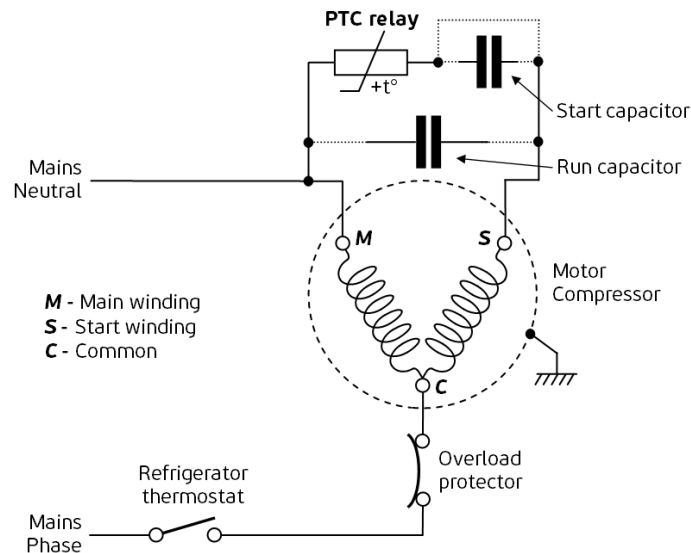 PTC relay
+t°
Start capacitor
Run capacitor
Mains
Neutral
M
S
Motor
Compressor
M - Main winding
S - Start winding
C - Common
C
Overload
protector
Refrigerator
thermostat
Mains
Phase